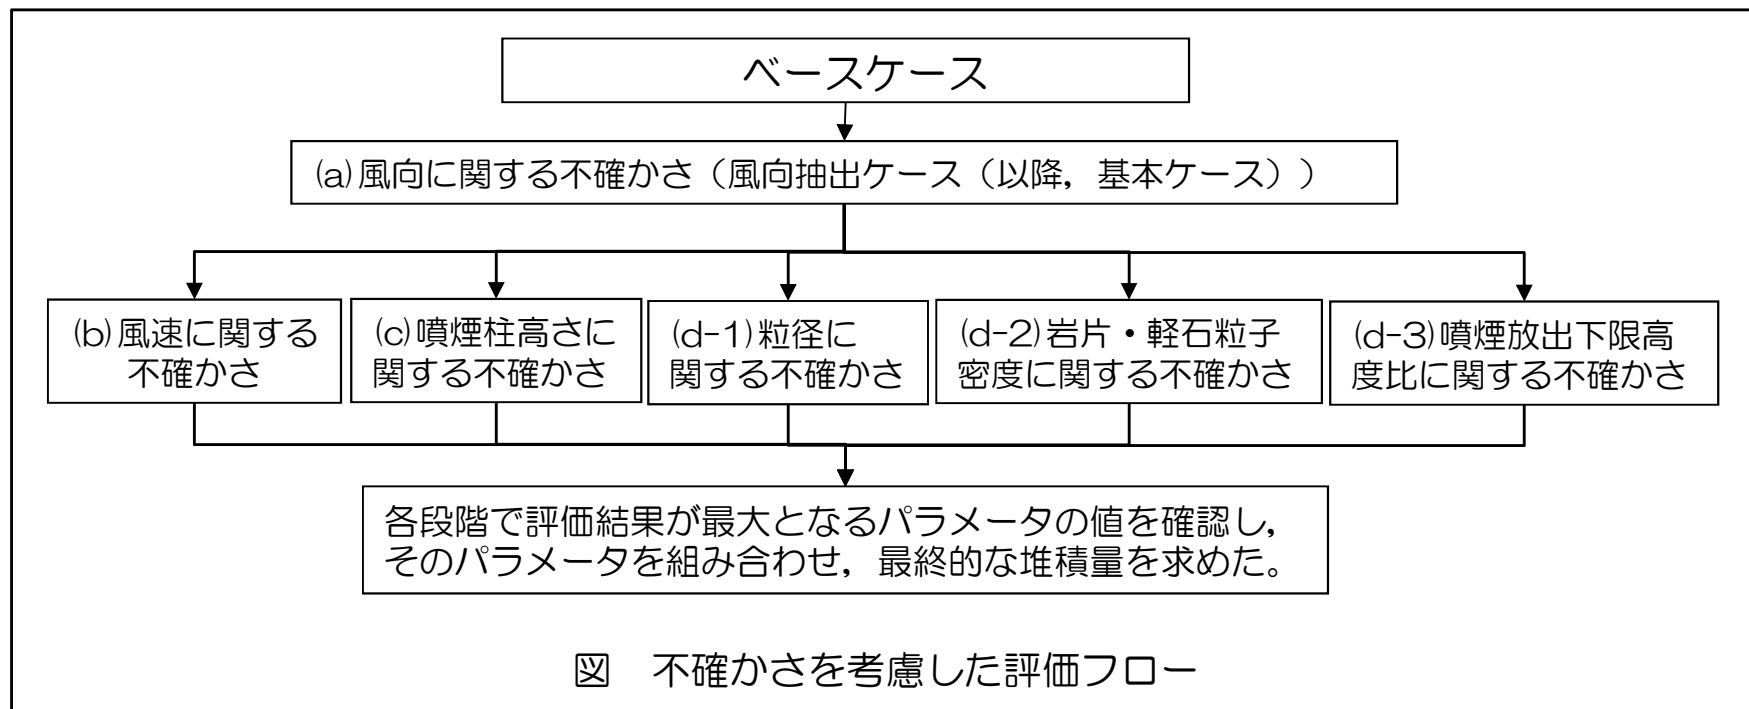 ベースケース
(a)風向に関する不確かさ（風向抽出ケース（以降，基本ケース））
(b)風速に関する
不確かさ
(c)噴煙柱高さに
関する不確かさ
(d-1)粒径に
関する不確かさ
(d-2)岩片・軽石粒子
密度に関する不確かさ
(d-3)噴煙放出下限高
度比に関する不確かさ
各段階で評価結果が最大となるパラメータの値を確認し，
そのパラメータを組み合わせ，最終的な堆積量を求めた。
図　不確かさを考慮した評価フロー